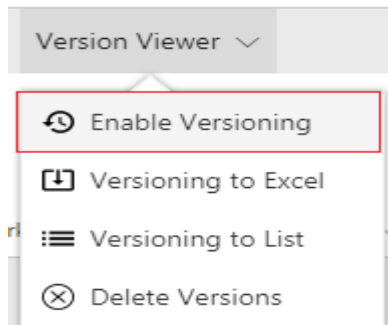 Version Viewer
Enable Versioning
Versioning to Excel
Versioning to List
Delete Versions